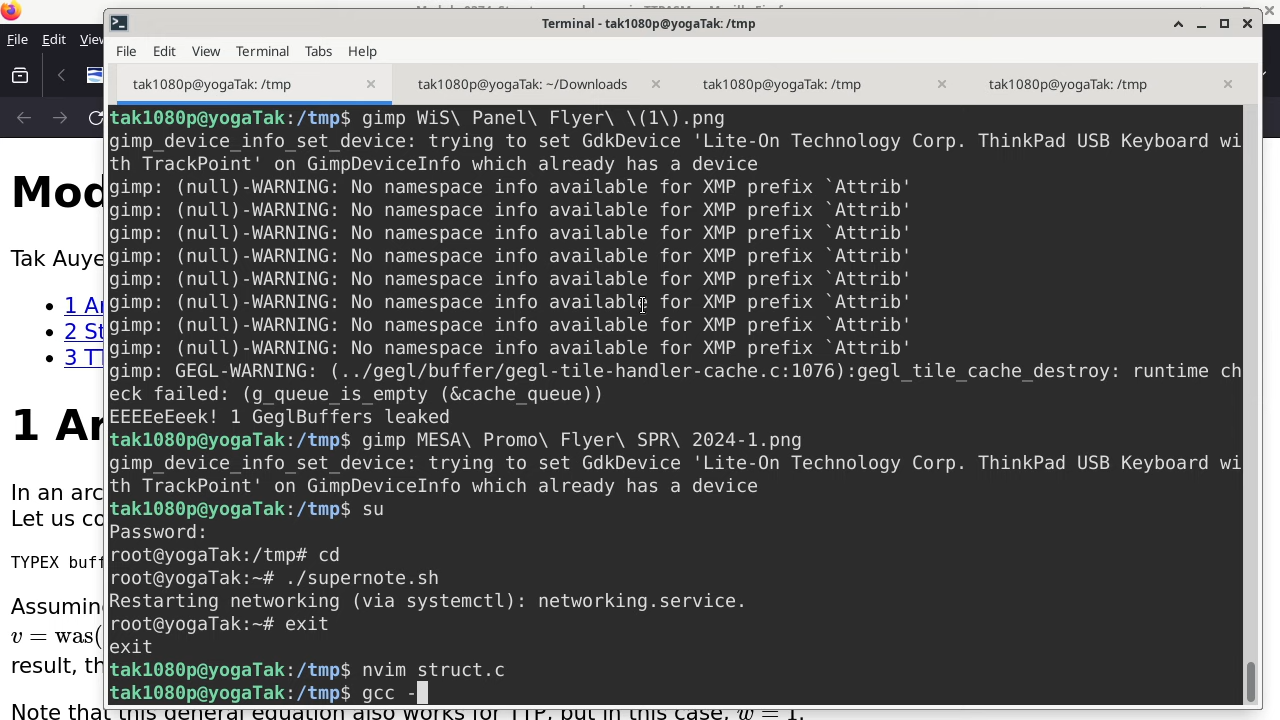 Terminal - tak1080p@yogaTak: /tmp
File Edit View
File Edit View Terminal Tabs Help
tak1080p@yogaTak: /tmp
tak1080p@yogaTak: ~/Downloads
tak1080p@yogaTak: /tmp
tak1080p@yogaTak: /tmp
tak1080p@yogaTak:/tmp$ gimp WiS\ Panel\ Flyer\ \(1\).png
gimp_device_info_set_device: trying to set GdkDevice 'Lite-On Technology Corp. ThinkPad USB Keyboard wi
th TrackPoint' on GimpDeviceInfo which already has a device
gimp: (null)-WARNING: No namespace info available for XMP prefix `Attrib'
gimp: (null)-WARNING: No namespace info available for XMP prefix `Attrib'
gimp: (null)-WARNING: No namespace info available for XMP prefix `Attrib'
gimp: (null)-WARNING: No namespace info available for XMP prefix `Attrib'
gimp: (null)-WARNING: No namespace info available for XMP prefix `Attrib'
gimp: (null)-WARNING: No namespace info available for XMP prefix `Attrib'
gimp: (null)-WARNING: No namespace info available for XMP prefix `Attrib'
gimp: (null)-WARNING: No namespace info available for XMP prefix `Attrib'
gimp: GEGL-WARNING: (../gegl/buffer/gegl-tile-handler-cache.c:1076):gegl_tile_cache_destroy: runtime ch
eck failed: (g_queue_is_empty (&cache_queue))
EEEEeEeek! 1 GeglBuffers leaked
tak1080p@yogaTak:/tmp$ gimp MESA\ Promo\ Flyer\ SPR\ 2024-1.png
gimp_device_info_set_device: trying to set GdkDevice 'Lite-On Technology Corp. ThinkPad USB Keyboard wi
th TrackPoint' on GimpDeviceInfo which already has a device
tak1080p@yogaTak:/tmp$ su
Password:
root@yogaTak:/tmp# cd
root@yogaTak:~# ./supernote.sh
Restarting networking (via systemctl): networking.service.
root@yogaTak:~# exit
exit
tak1080p@yogaTak:/tmp$ nvim struct.c
tak1080p@yogaTak:/tmp$ gcc -
Mod
Tak Auye
1 Ar
2 St
3 TT
1 Ar
In an arc
Let us co
TYPEX buff
Assuming
v = was(
result, th
Note that this general equation also works for TTP, but in this case, w = 1.